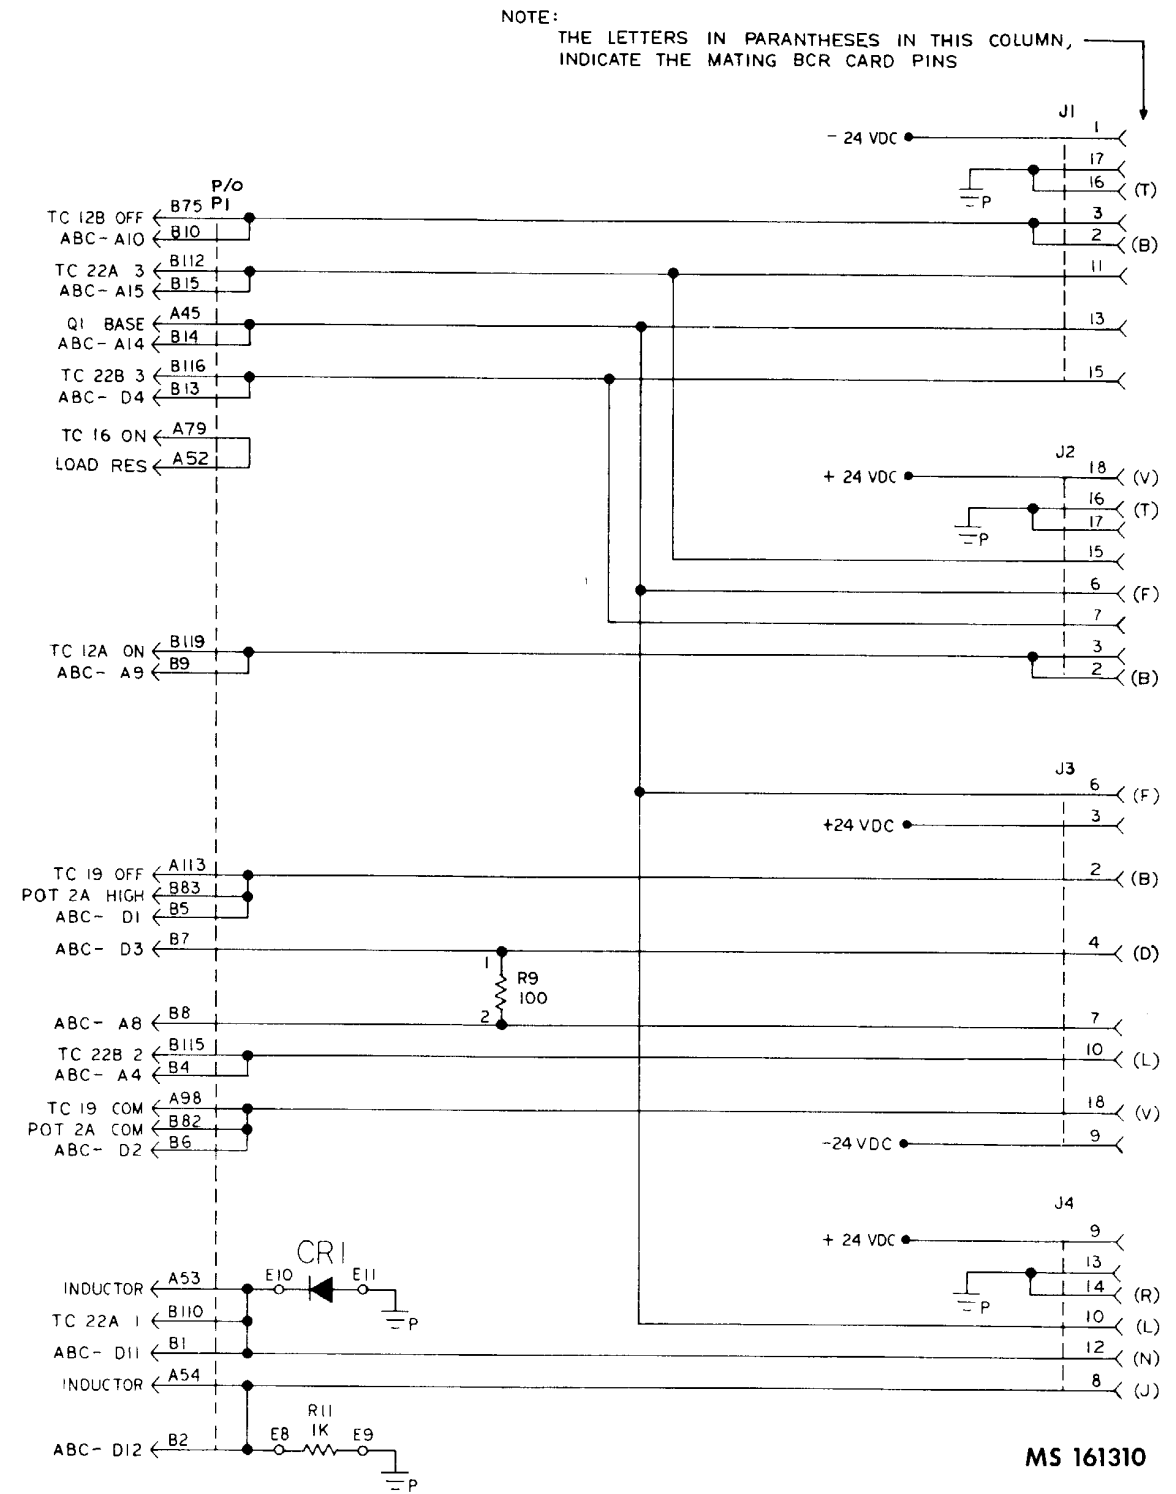 NOTE:
THE LETTERS IN PARANTHESES IN THIS COLUMN,
INDICATE THE MATING BCR CARD PINS
J1
- 24 VDC 1
17
P 16 (T)
P/O
P1
TC 12B OFF B75 3
ABC- A10 B10 2 (B)
TC 22A 3 B112 11
ABC- A15 B15
Q1 BASE A45 13
ABC- A14 B14
TC 22B 3 B116 15
ABC- D4 B13
TC 16 ON A79
LOAD RES A52
J2
+ 24 VDC 18 (V)
16 (T)
P 17
15
6 (F)
7
TC 12A ON B119 3
ABC- A9 B9 2 (B)
J3
6 (F)
+24 VDC 3
TC 19 OFF A113 2 (B)
POT 2A HIGH B83
ABC- D1 B5
ABC- D3 B7 4 (D)
1 R9
100
2
ABC- A8 B8 7
TC 22B 2 B115 10 (L)
ABC- A4 B4
TC 19 COM A98 18 (V)
POT 2A COM B82
ABC- D2 B6 -24 VDC 9
J4
+ 24 VDC 9
CR1 13
INDUCTOR A53 E10 E11 P 14 (R)
TC 22A 1 B110 P 10 (L)
ABC- D11 B1 12 (N)
INDUCTOR A54 8 (J)
R11
1K
ABC- D12 B2 E8 E9 P
MS 161310